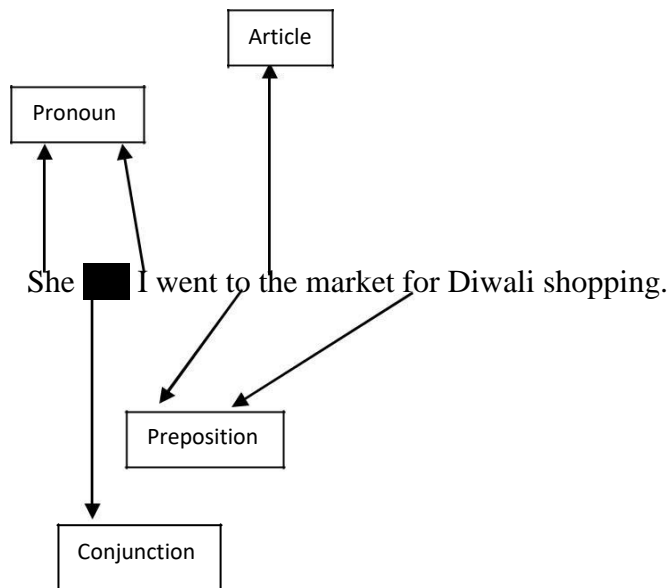 Article
Pronoun
She I went to the market for Diwali shopping.
Preposition
Conjunction